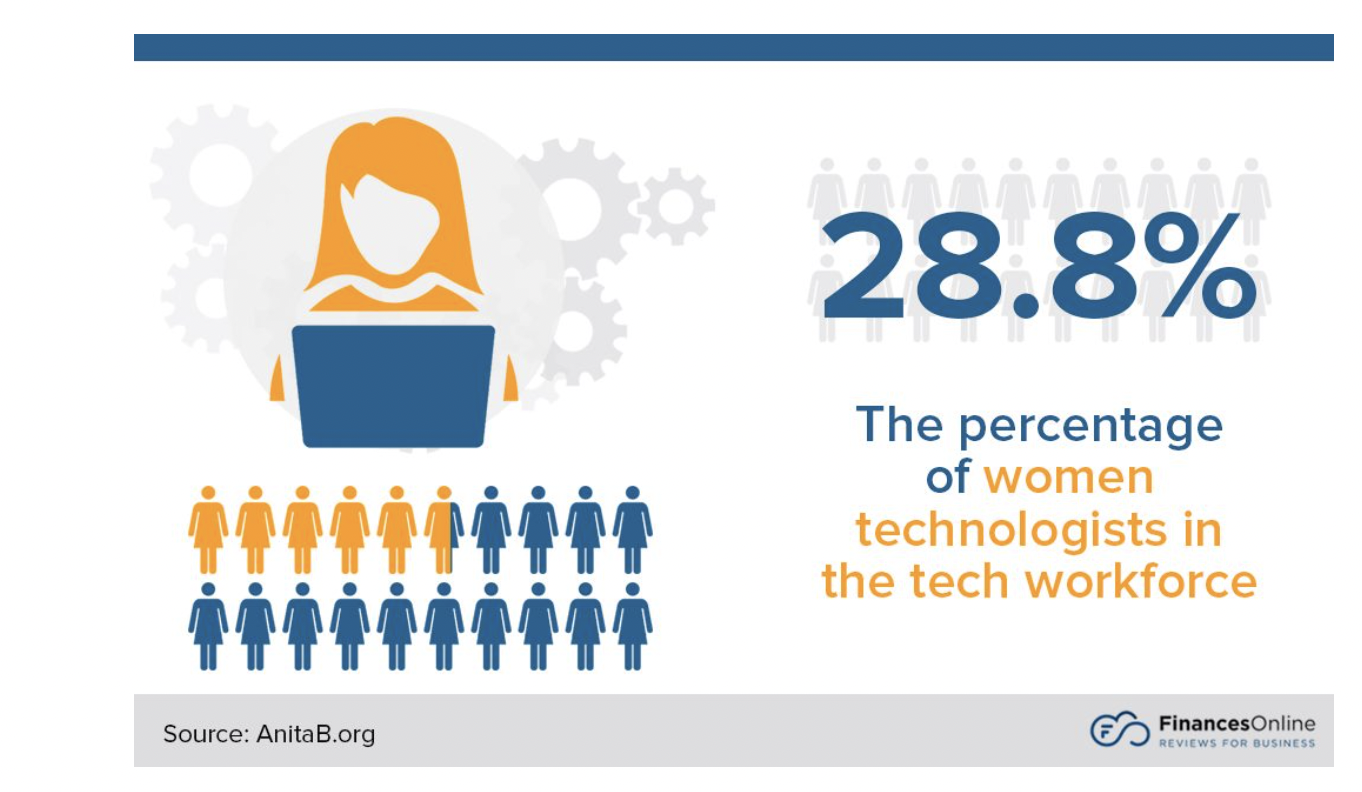 28.8%
The percentage
of women
technologists in
the tech workforce
Source: AnitaB.org
FinancesOnline
REVIEWS FOR BUSINESS